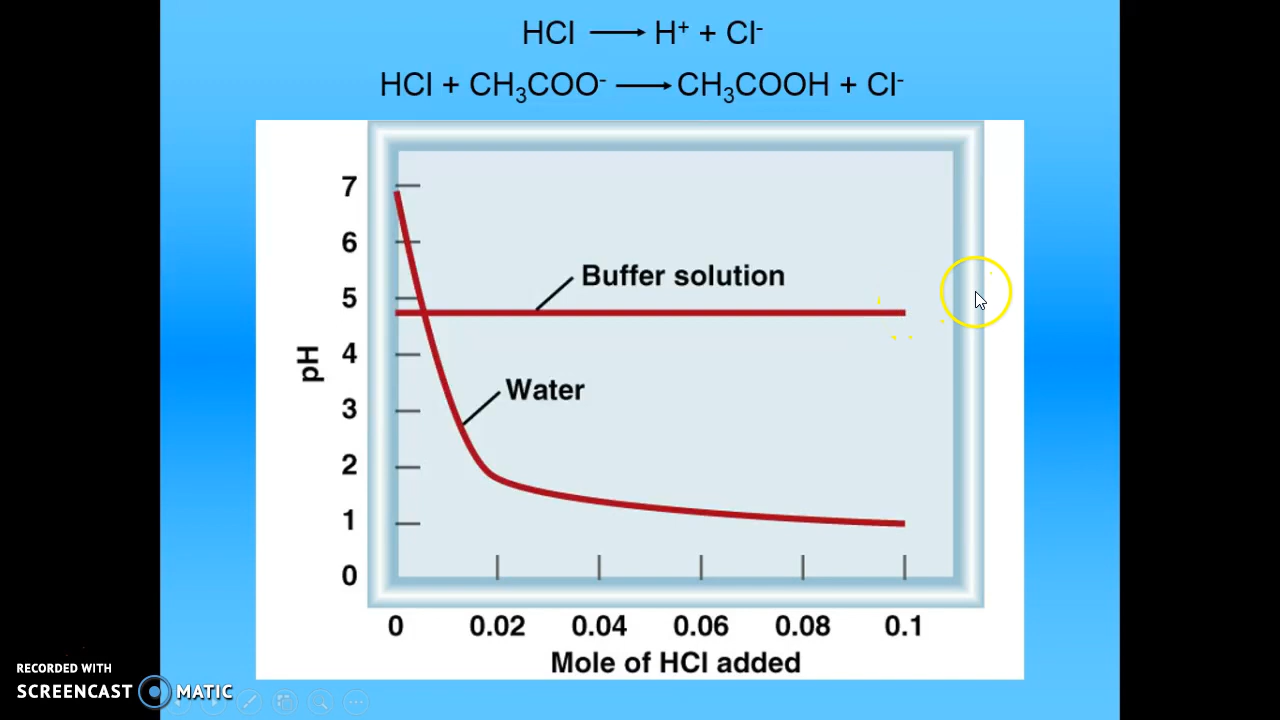 HCl ⟶ H⁺ + Cl⁻
HCl + CH₃COO⁻ ⟶ CH₃COOH + Cl⁻
7
6
5
4
3
2
1
0
pH
Buffer solution
Water
0 0.02 0.04 0.06 0.08 0.1
Mole of HCl added
RECORDED WITH
SCREENCAST MATIC